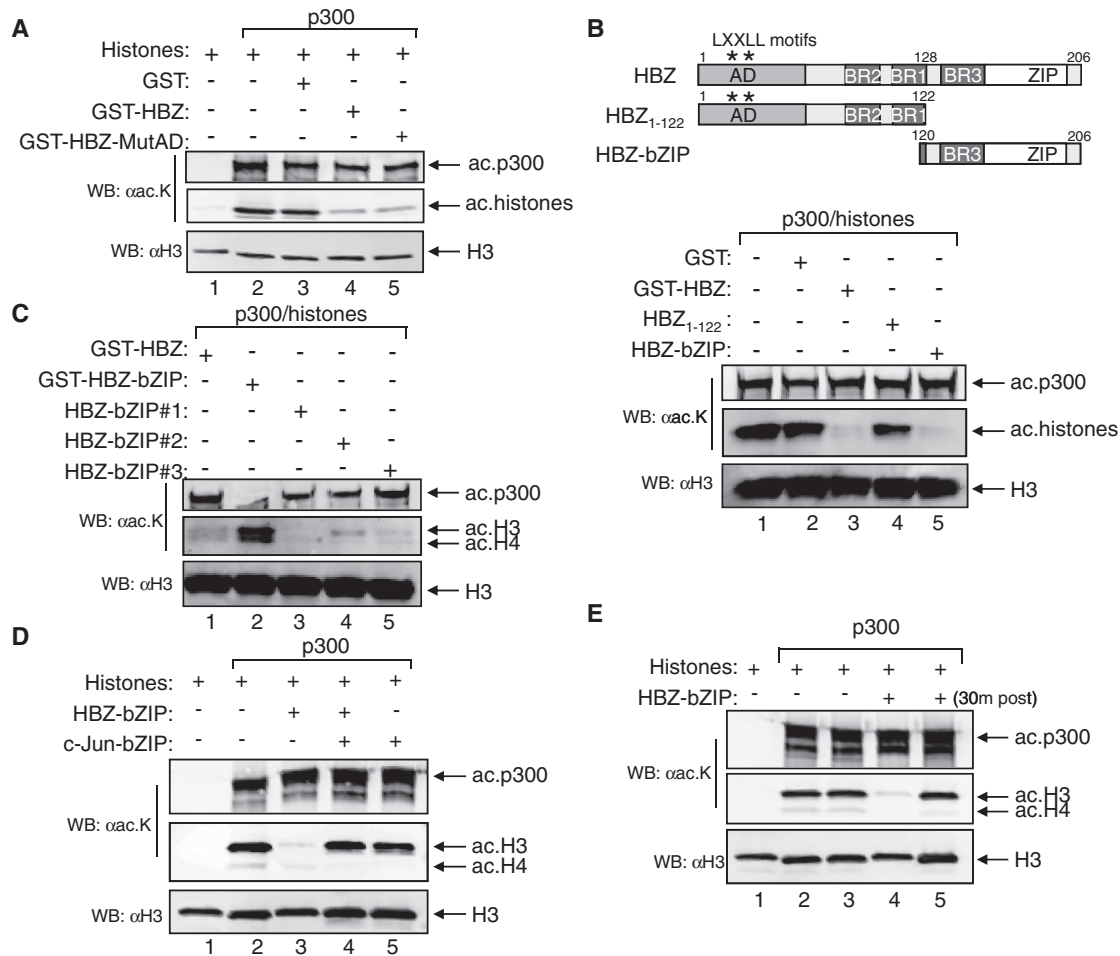 A
p300
Histones: + + + + +
GST: - - + - -
GST-HBZ: - - - + -
GST-HBZ-MutAD: - - - - +
WB: αac.K
ac.p300
ac.histones
WB: αH3
H3
1 2 3 4 5
B
LXXLL motifs
1 * * 128 206
HBZ AD BR2 BR1 BR3 ZIP
1 * * 122
HBZ1-122 AD BR2 BR1
120 206
HBZ-bZIP BR3 ZIP
p300/histones
GST: - + - - -
GST-HBZ: - - + - -
HBZ1-122 : - - - + -
HBZ-bZIP: - - - - +
WB: αac.K
ac.p300
ac.histones
WB: αH3
H3
1 2 3 4 5
C
p300/histones
GST-HBZ: + - - - -
GST-HBZ-bZIP: - + - - -
HBZ-bZIP#1: - - + - -
HBZ-bZIP#2: - - - + -
HBZ-bZIP#3: - - - - +
WB: αac.K
ac.p300
ac.H3
ac.H4
WB: αH3
H3
1 2 3 4 5
D
p300
Histones: + + + + +
HBZ-bZIP: - - + + -
c-Jun-bZIP: - - - + +
WB: αac.K
ac.p300
ac.H3
ac.H4
WB: αH3
H3
1 2 3 4 5
E
p300
Histones: + + + + +
HBZ-bZIP: - - - + + (30m post)
WB: αac.K
ac.p300
ac.H3
ac.H4
WB: αH3
H3
1 2 3 4 5